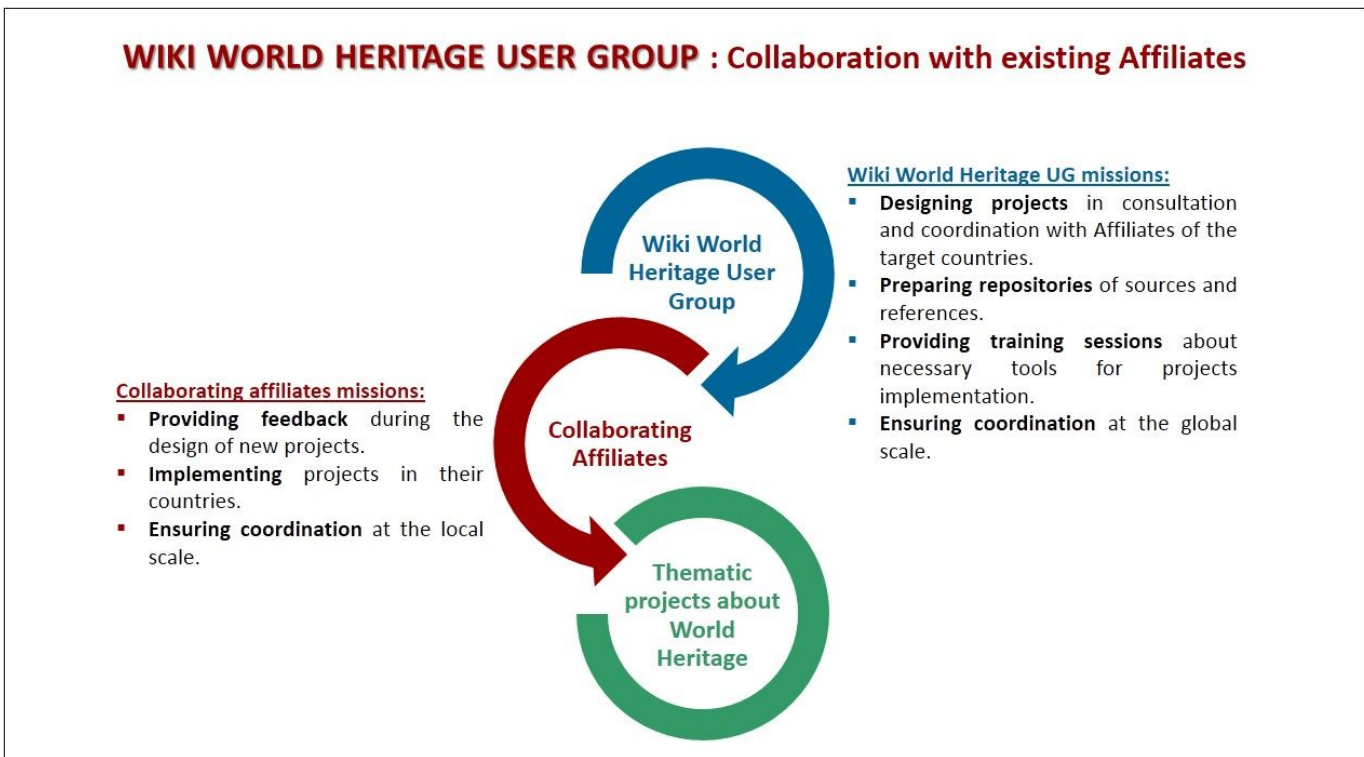 WIKI WORLD HERITAGE USER GROUP : Collaboration with existing Affiliates
Wiki World
Heritage User
Group
Wiki World Heritage UG missions:
▪ Designing projects in consultation
and coordination with Affiliates of the
target countries.
▪ Preparing repositories of sources and
references.
▪ Providing training sessions about
necessary tools for projects
implementation.
▪ Ensuring coordination at the global
scale.
Collaborating affiliates missions:
▪ Providing feedback during the
design of new projects.
▪ Implementing projects in their
countries.
▪ Ensuring coordination at the local
scale.
Collaborating
Affiliates
Thematic
projects about
World
Heritage